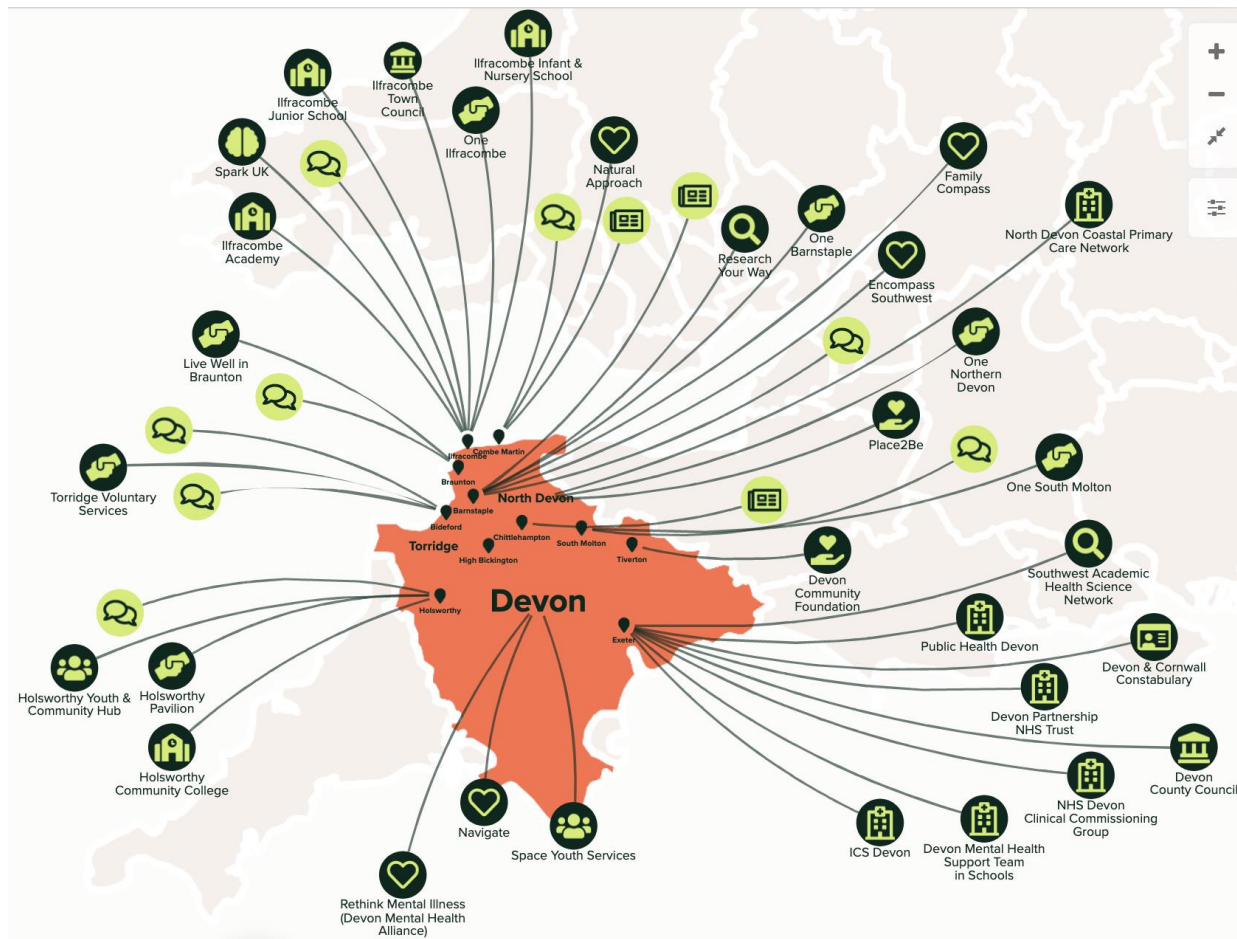 Ilfracombe Infant &
Nursery School
Ilfracombe
Junior School
Ilfracombe
Town
Council
One
Ilfracombe
Spark UK
Natural
Approach
Family
Compass
Ilfracombe
Academy
Research
Your Way
One
Barnstaple
North Devon Coastal Primary
Care Network
Encompass
Southwest
Live Well in
Braunton
One
Northern
Devon
Place2Be
Ilfracombe
Combe Martin
Braunton
Torridge Voluntary
Services
One South Molton
North Devon
Barnstaple
Bideford
Chittlehampton
South Molton
Torridge
High Bickington
Tiverton
Devon
Community
Foundation
Southwest Academic
Health Science
Network
Holsworthy
Devon
Exeter
Public Health Devon
Devon & Cornwall
Constabulary
Holsworthy Youth &
Community Hub
Holsworthy
Pavilion
Devon Partnership
NHS Trust
Holsworthy
Community College
Devon
County Council
NHS Devon
Clinical Commissioning
Group
Navigate
Space Youth Services
ICS Devon
Devon Mental Health
Support Team
in Schools
Rethink Mental Illness
(Devon Mental Health
Alliance)